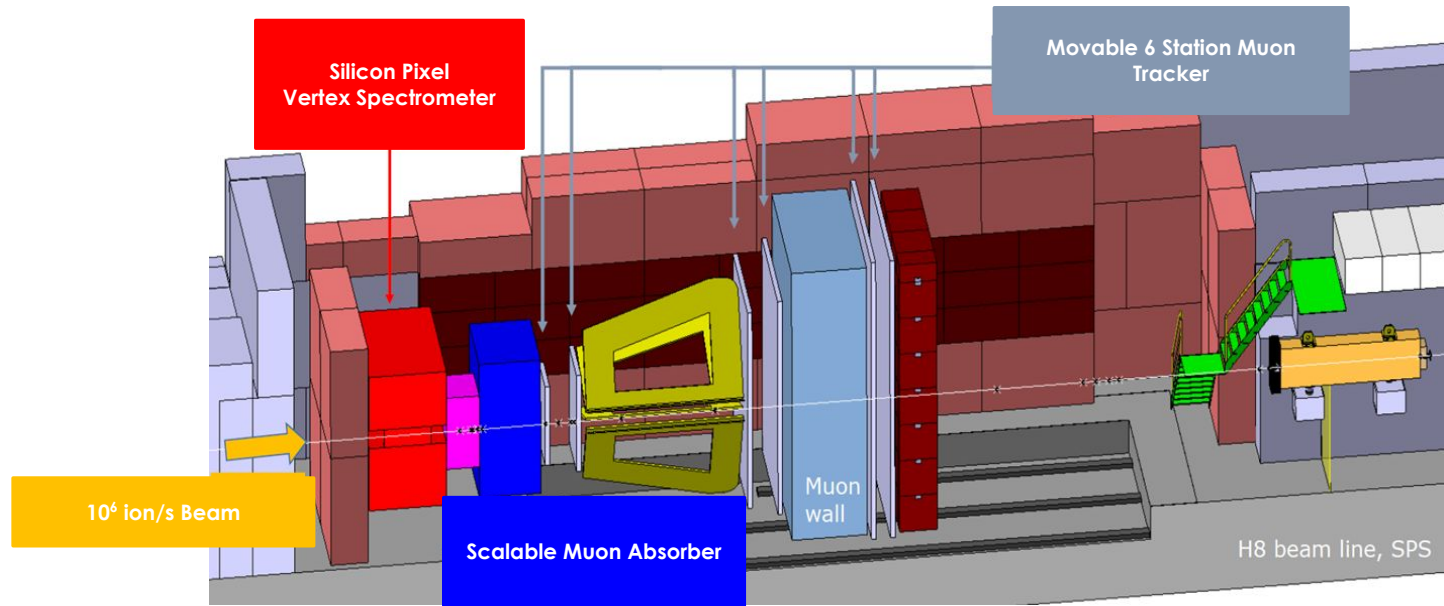 Silicon Pixel
Vertex Spectrometer
Movable 6 Station Muon
Tracker
10⁶ ion/s Beam
Scalable Muon Absorber
Muon
wall
H8 beam line, SPS